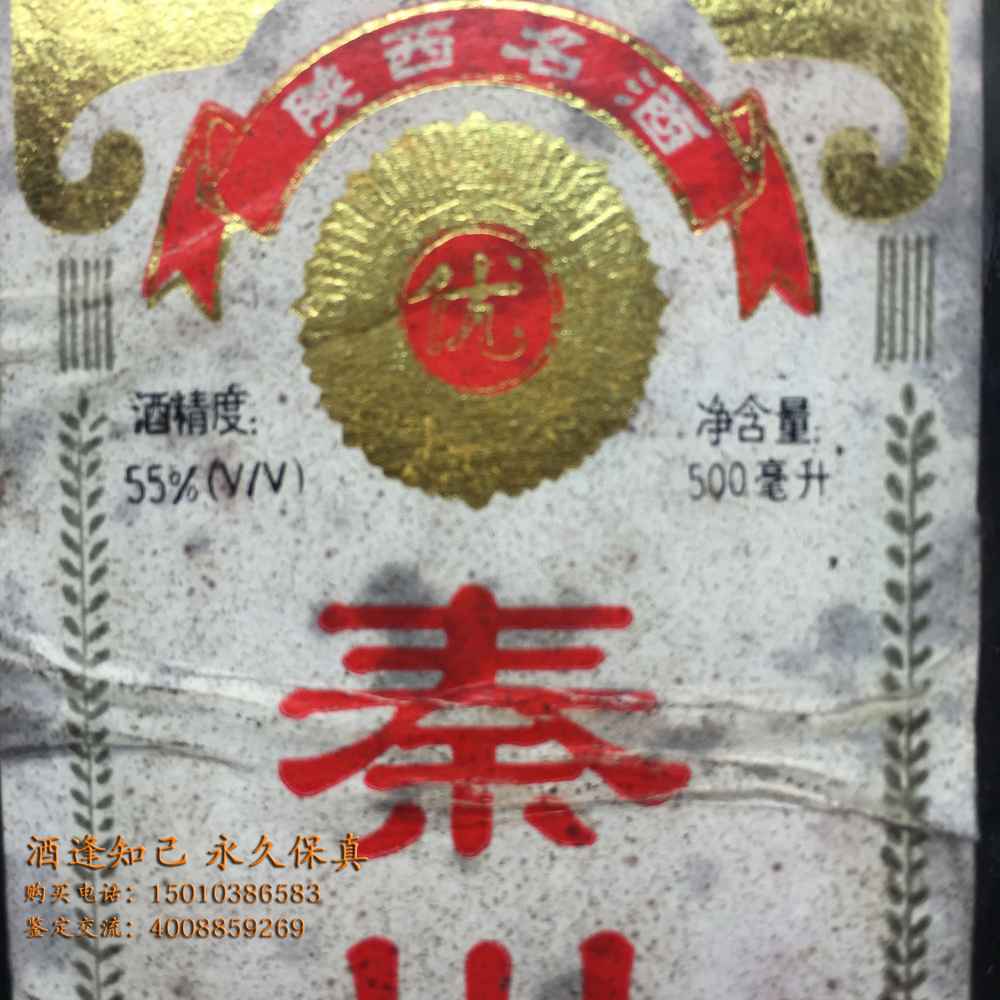 陕西名酒
优
酒精度:
55%(V/V)
净含量:
500毫升
秦
酒逢知己 永久保真
购买电话：15010386583
鉴定交流：4008859269